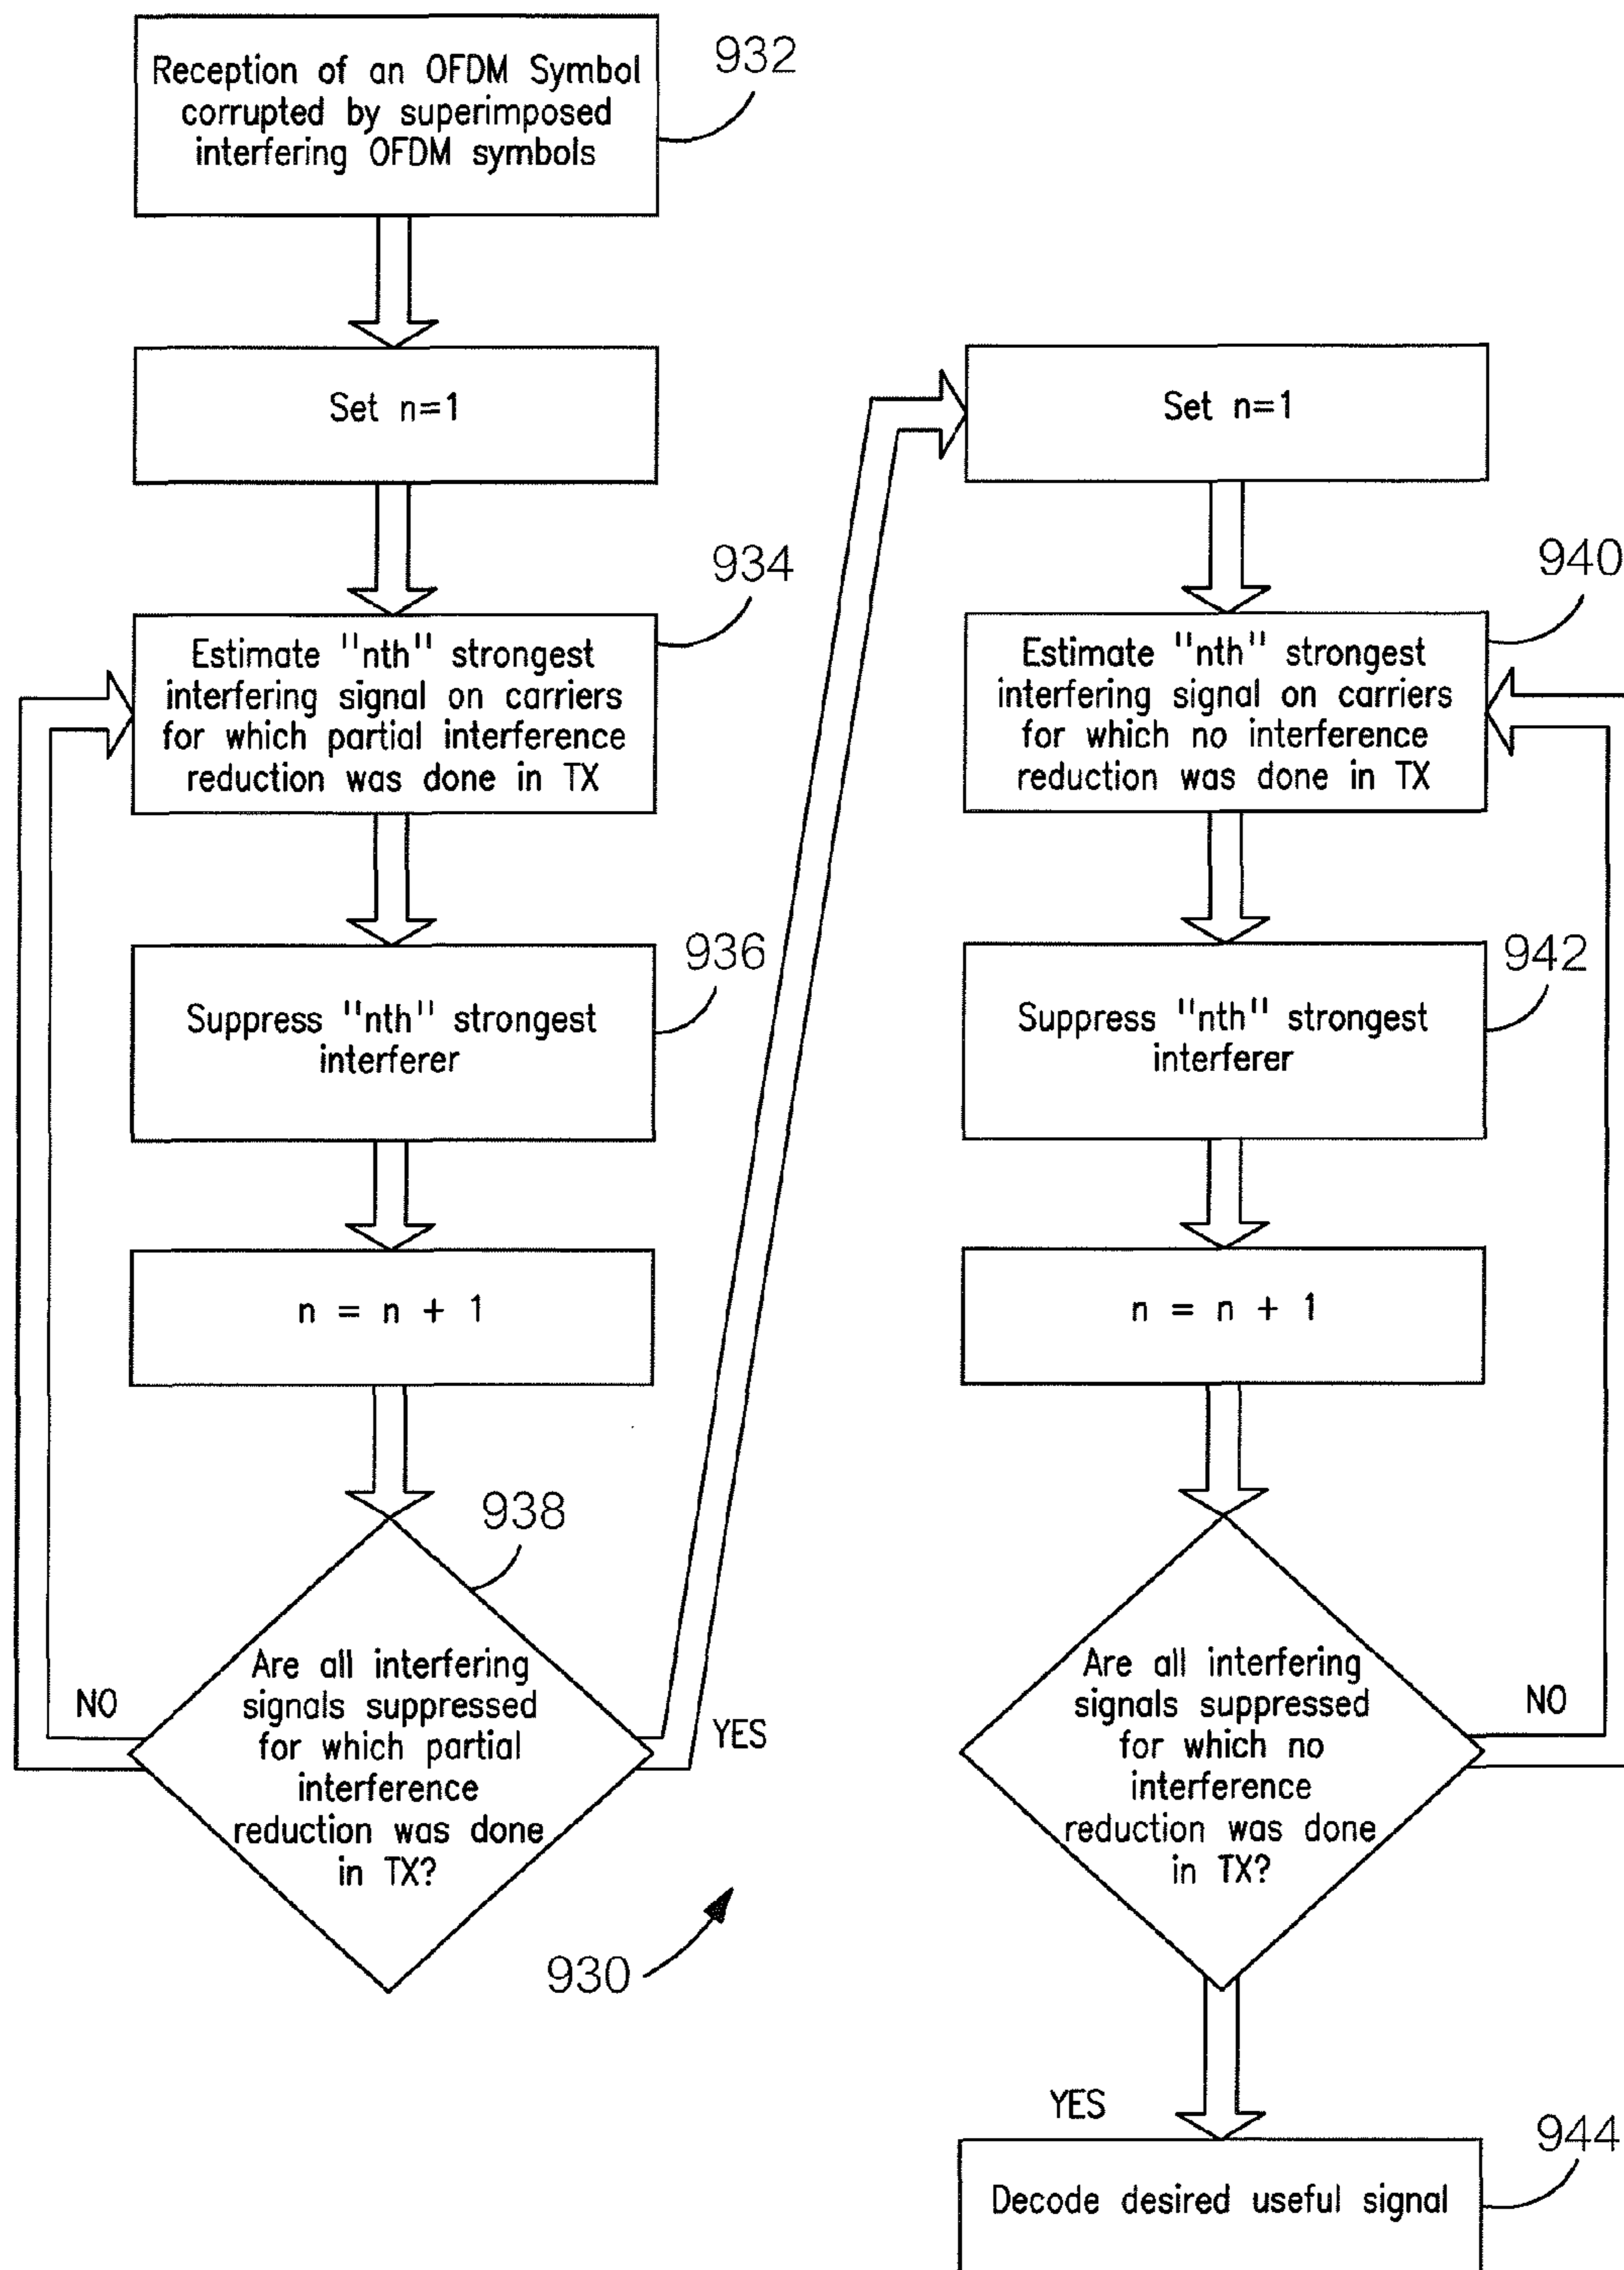 Reception of an OFDM Symbol
corrupted by superimposed
interfering OFDM symbols
932
Set n=1
934
Estimate "nth" strongest
interfering signal on carriers
for which partial interference
reduction was done in TX
936
Suppress "nth" strongest
interferer
n = n + 1
938
Are all interfering
signals suppressed
for which partial
interference
reduction was done
in TX?
NO
YES
930
Set n=1
940
Estimate "nth" strongest
interfering signal on carriers
for which no interference
reduction was done in TX
942
Suppress "nth" strongest
interferer
n = n + 1
Are all interfering
signals suppressed
for which no
interference
reduction was done
in TX?
NO
YES
944
Decode desired useful signal